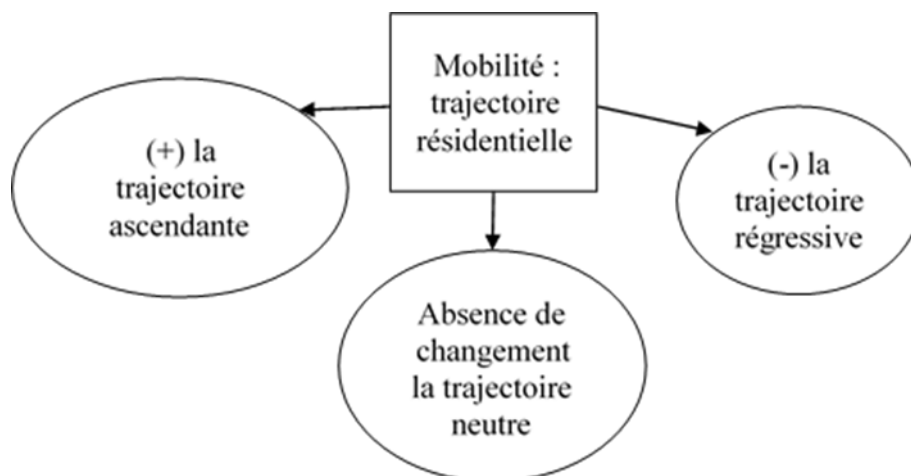 Mobilité :
trajectoire
résidentielle
(+) la
trajectoire
ascendante
(-) la
trajectoire
régressive
Absence de
changement
la trajectoire
neutre